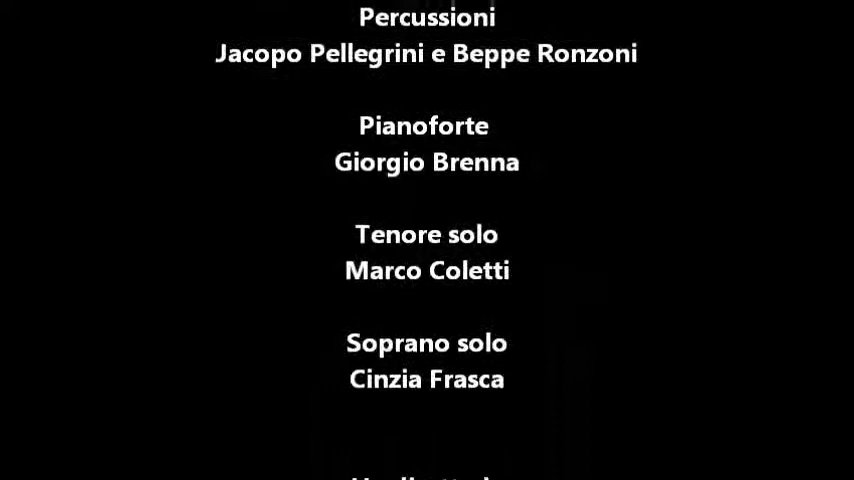 Percussioni
Jacopo Pellegrini e Beppe Ronzoni
Pianoforte
Giorgio Brenna
Tenore solo
Marco Coletti
Soprano solo
Cinzia Frasca